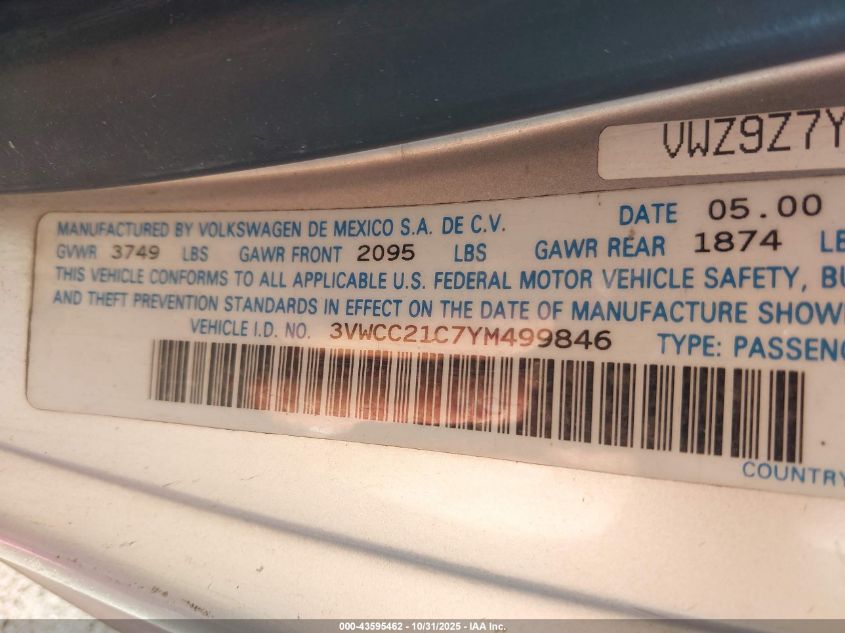 VWZ9Z7Y
MANUFACTURED BY VOLKSWAGEN DE MEXICO S.A. DE C.V. DATE 05.00
GVWR 3749 LBS GAWR FRONT 2095 LBS GAWR REAR 1874
THIS VEHICLE CONFORMS TO ALL APPLICABLE U.S. FEDERAL MOTOR VEHICLE SAFETY,
AND THEFT PREVENTION STANDARDS IN EFFECT ON THE DATE OF MANUFACTURE
VEHICLE I.D. NO. 3VWCC21C7YM499846 TYPE:
COUNTRY
000-43595462 - 10/31/2025 - IAA Inc.